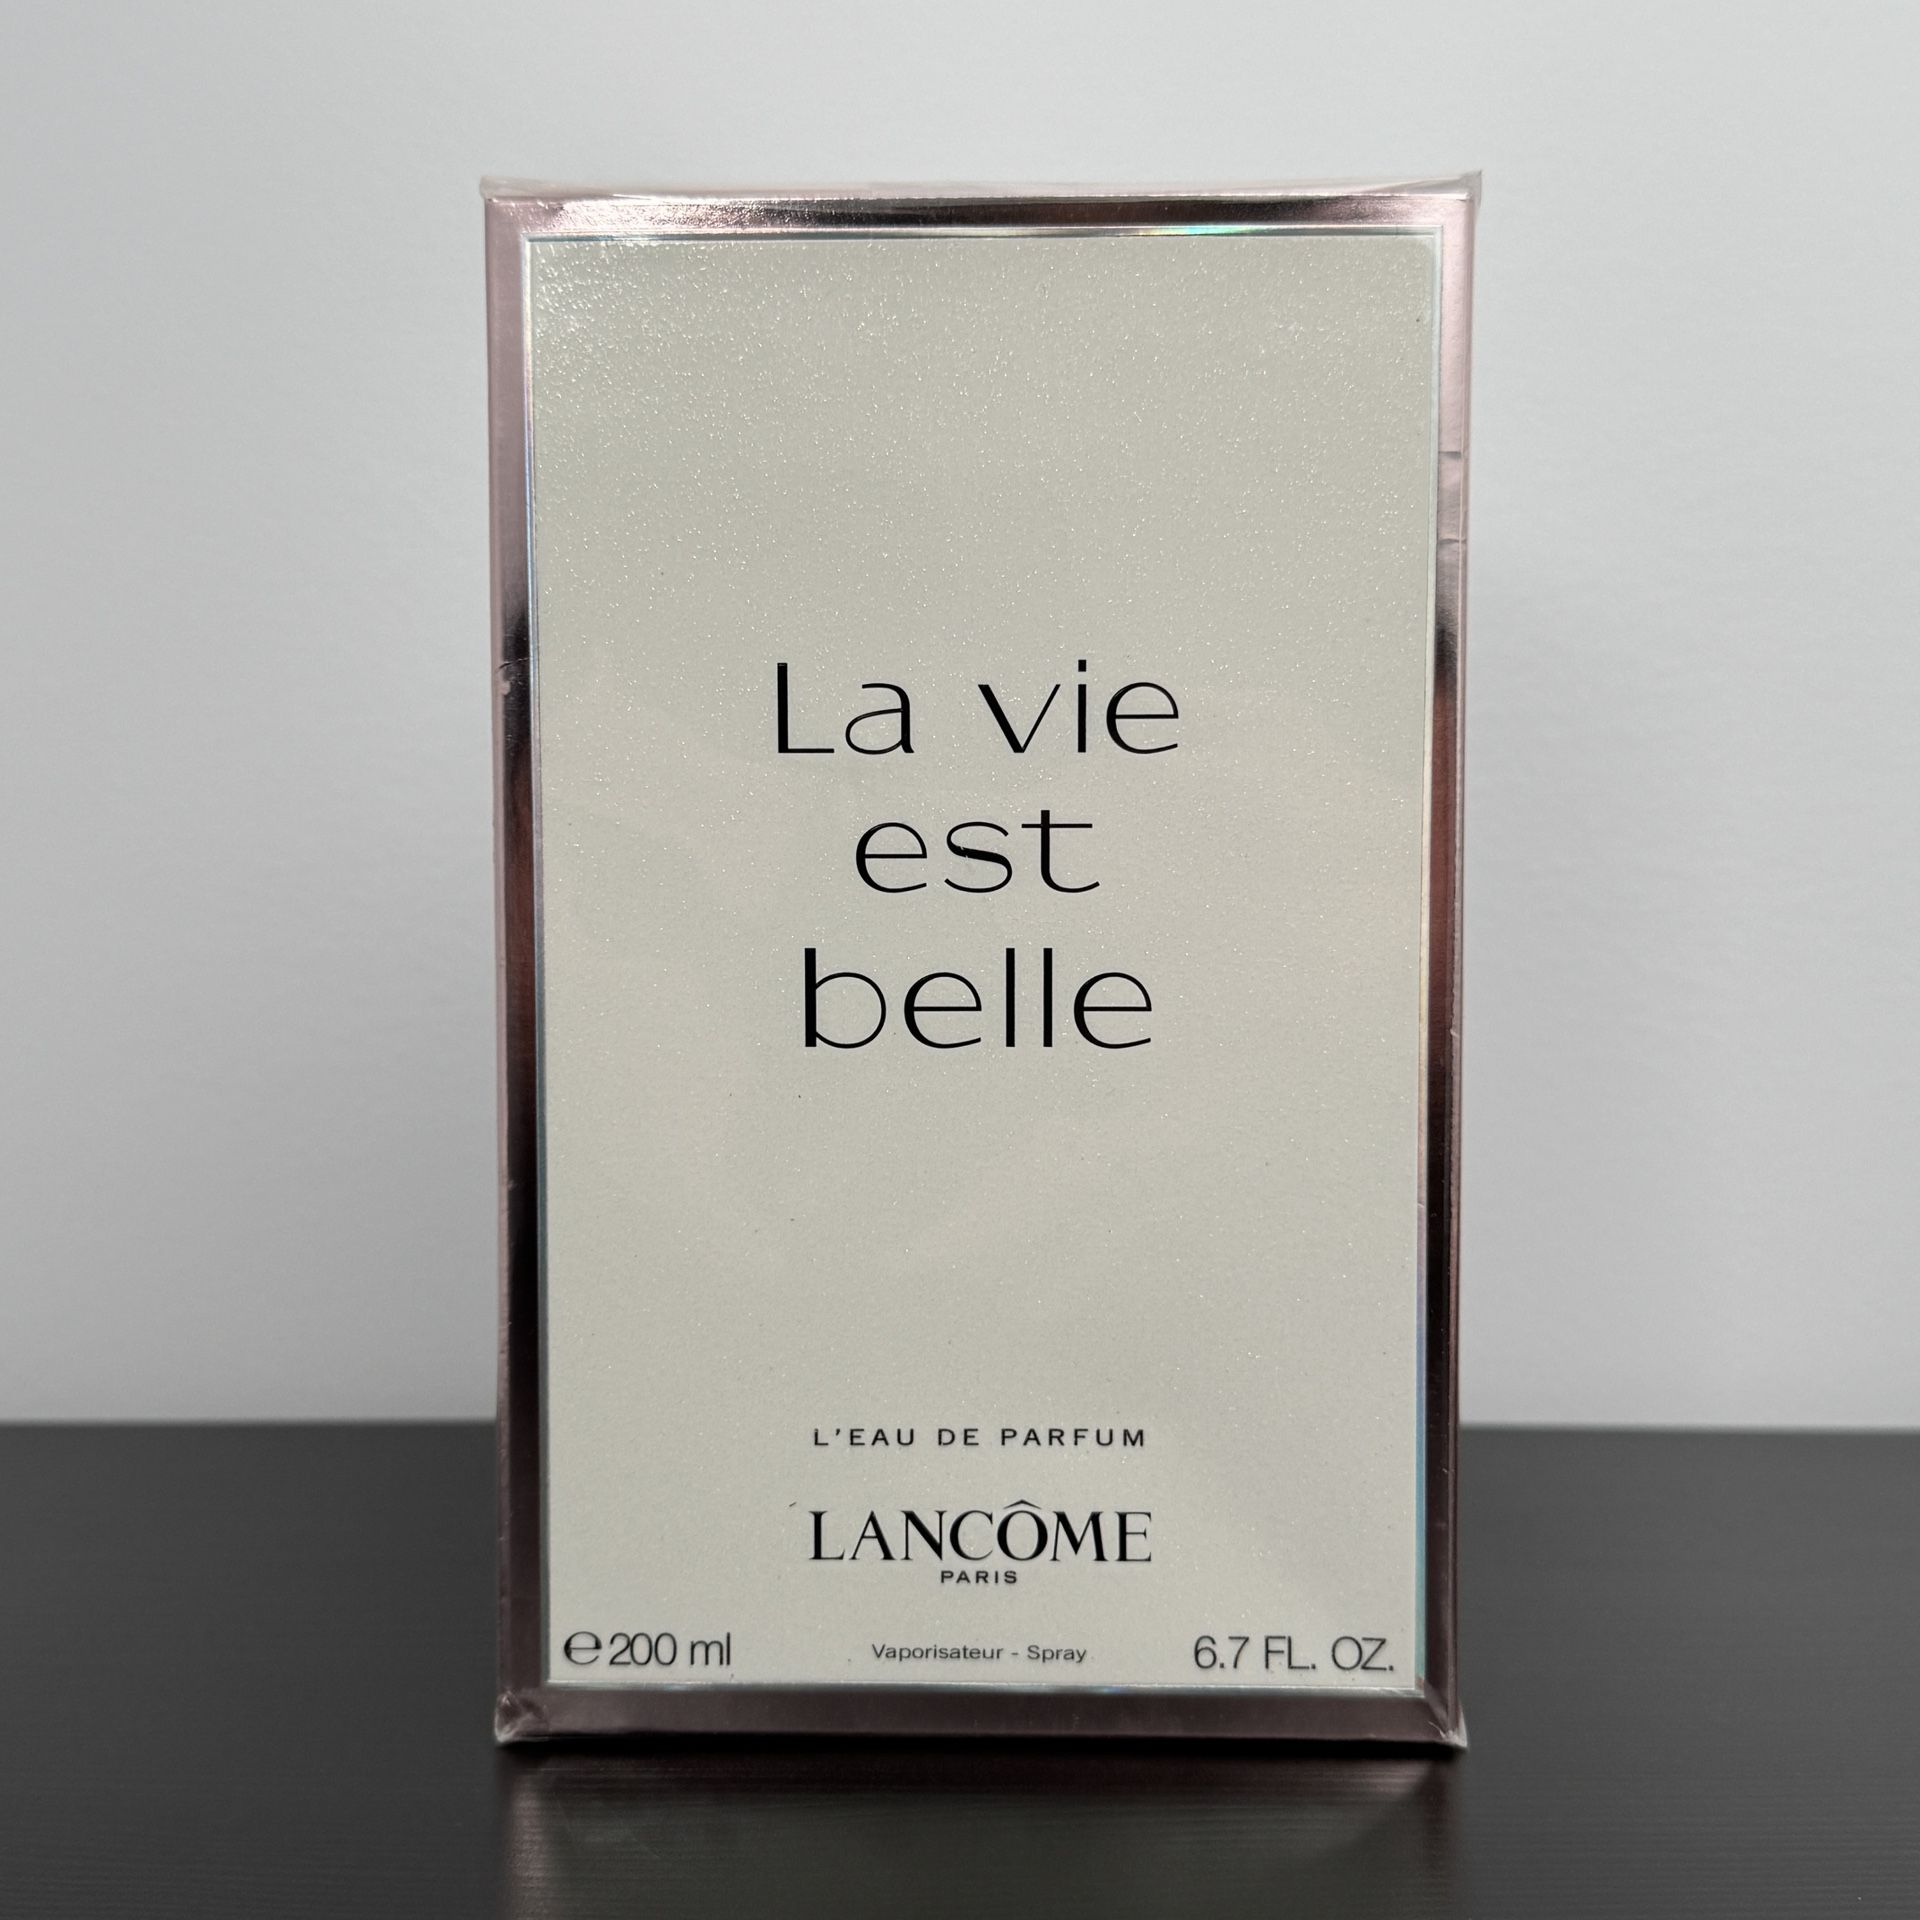 La vie
est
belle
L'EAU DE PARFUM
LANCÔME
PARIS
℮200 ml Vaporisateur - Spray 6.7 FL. OZ.